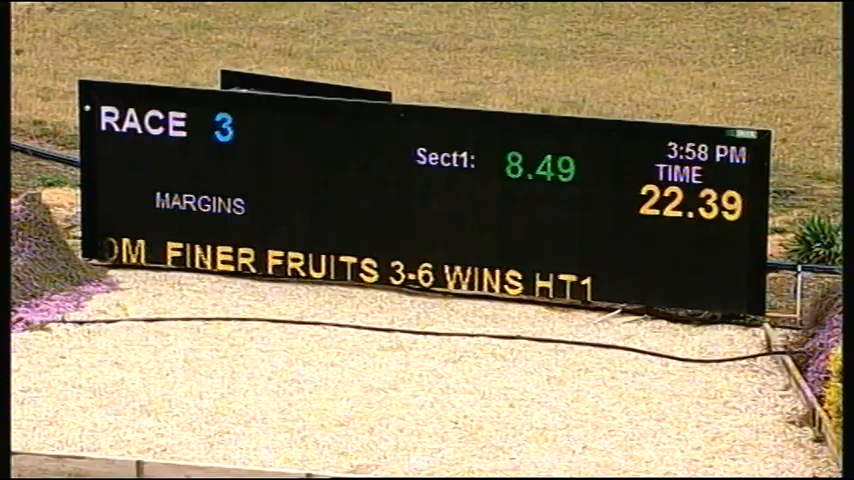 RACE 3
Sect1: 8.49
3:58 PM
TIME
22.39
MARGINS
OM FINER FRUITS 3-6 WINS HT1